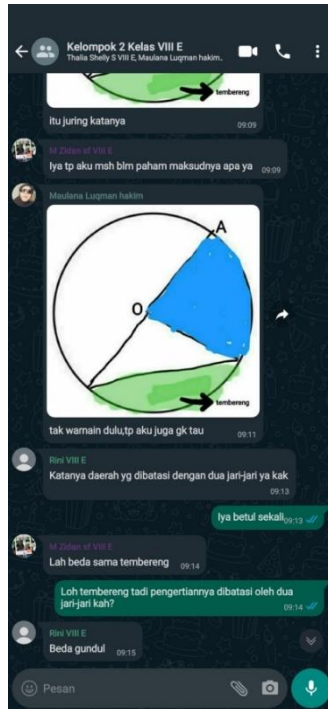 Kelompok 2 Kelas VIII E
Thalia Shelly S VIII E, Maulana Luqman hakim..
tembereng
itu juring katanya
09:09
M Zidan sf VIII E
Iya tp aku msh blm paham maksudnya apa ya 09:09
Maulana Luqman hakim
A
O
tembereng
tak warnain dulu,tp aku juga gk tau
09:11
Rini VIII E
Katanya daerah yg dibatasi dengan dua jari-jari ya kak
09:13
Iya betul sekali 09:13
M Zidan sf VIII E
Lah beda sama tembereng 09:14
Loh tembereng tadi pengertiannya dibatasi oleh dua
jari-jari kah?
09:14
Rini VIII E
Beda gundul 09:15
Pesan